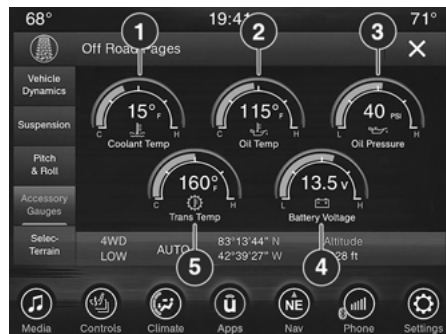 68° 19:4 71°
1 2 3
Off Road Pages
Vehicle Dynamics
Suspension
Pitch & Roll
Accessory Gauges
Selec-Terrain
15° F
C H
Coolant Temp
115° F
C H
Oil Temp
40 PSI
L H
Oil Pressure
160° F
C H
Trans Temp
13.5 v
L H
Battery Voltage
5 4
4WD LOW
AUTO
83°13'44" N
42°39'27" W
Altitude
28 ft
Media Controls Climate Apps Nav Phone Settings
ū
NE